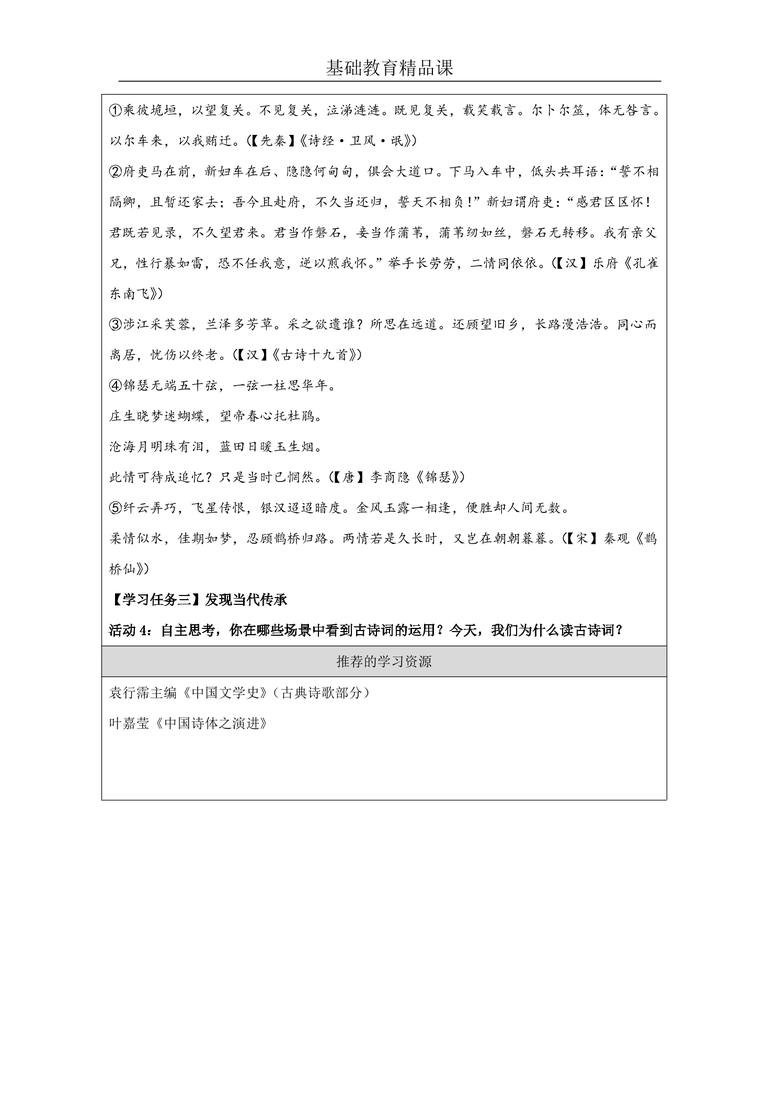 基础教育精品课
①乘彼垝垣，以望复关。不见复关，泣涕涟涟。既见复关，载笑载言。尔卜尔筮，体无咎言。
以尔车来，以我贿迁。（【先秦】《诗经·卫风·氓》）
②府吏马在前，新妇车在后、隐隐何甸甸，俱会大道口。下马入车中，低头共耳语：“誓不相
隔卿，且暂还家去；吾今且赴府，不久当还归，誓天不相负！”新妇谓府吏：“感君区区怀！
君既若见录，不久望君来。君当作磐石，妾当作蒲苇，蒲苇纫如丝，磐石无转移。我有亲父
兄，性行暴如雷，恐不任我意，逆以煎我怀。”举手长劳劳，二情同依依。（【汉】乐府《孔雀
东南飞》）
③涉江采芙蓉，兰泽多芳草。采之欲遗谁？所思在远道。还顾望旧乡，长路漫浩浩。同心而
离居，忧伤以终老。（【汉】《古诗十九首》）
④锦瑟无端五十弦，一弦一柱思华年。
庄生晓梦迷蝴蝶，望帝春心托杜鹃。
沧海月明珠有泪，蓝田日暖玉生烟。
此情可待成追忆？只是当时已惘然。（【唐】李商隐《锦瑟》）
⑤纤云弄巧，飞星传恨，银汉迢迢暗度。金风玉露一相逢，便胜却人间无数。
柔情似水，佳期如梦，忍顾鹊桥归路。两情若是久长时，又岂在朝朝暮暮。（【宋】秦观《鹊
桥仙》）
【学习任务三】发现当代传承
活动 4：自主思考，你在哪些场景中看到古诗词的运用？今天，我们为什么读古诗词？
推荐的学习资源
袁行霈主编《中国文学史》（古典诗歌部分）
叶嘉莹《中国诗体之演进》